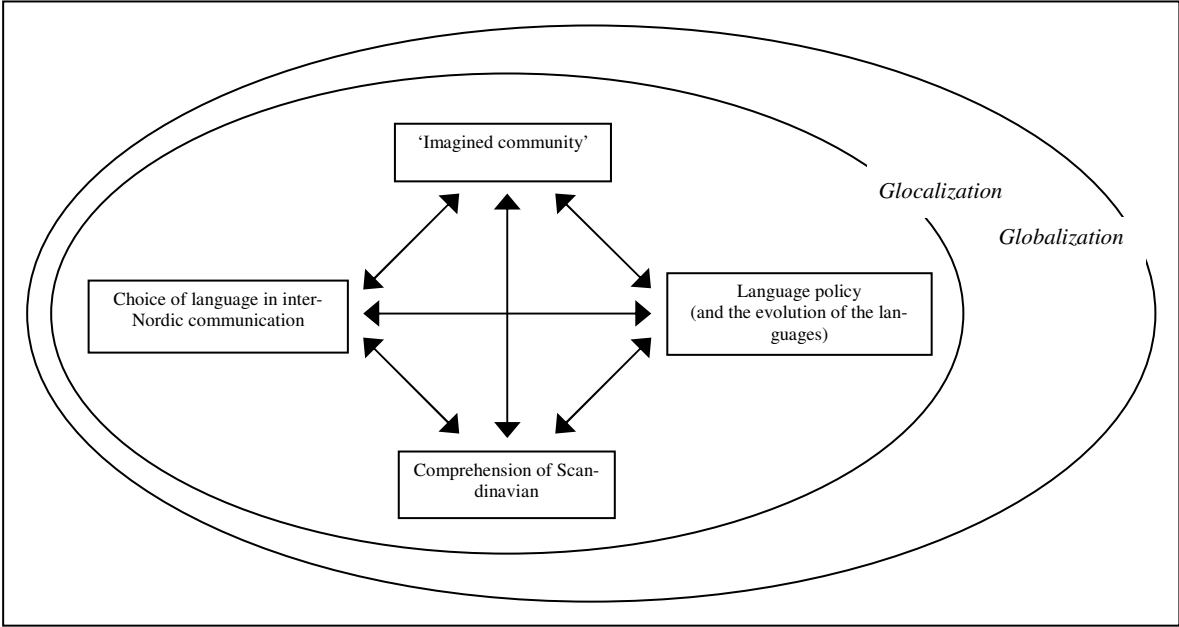 ‘Imagined community’
Glocalization
Globalization
Choice of language in inter-
Nordic communication
Language policy
(and the evolution of the lan-
guages)
Comprehension of Scan-
dinavian